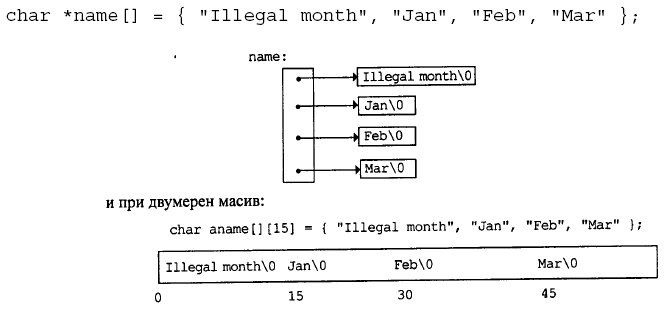 char *name[] = { "Illegal month", "Jan", "Feb", "Mar" };
name:
Illegal month\0
Jan\0
Feb\0
Mar\0
и при двумерен масив:
char aname[][15] = { "Illegal month", "Jan", "Feb", "Mar" };
Illegal month\0 Jan\0 Feb\0 Mar\0
0 15 30 45